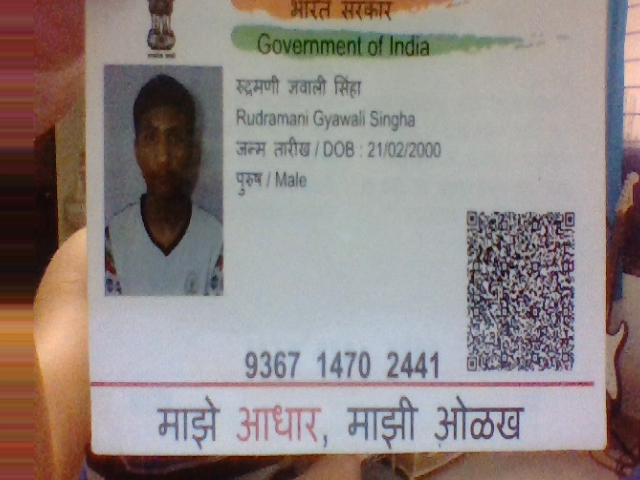 भारत सरकार
Government of India
रुद्रमणी ज्ञवाली सिंहा
Rudramani Gyawali Singha
जन्म तारीख / DOB : 21/02/2000
पुरुष / Male
9367 1470 2441
माझे आधार, माझी ओळख